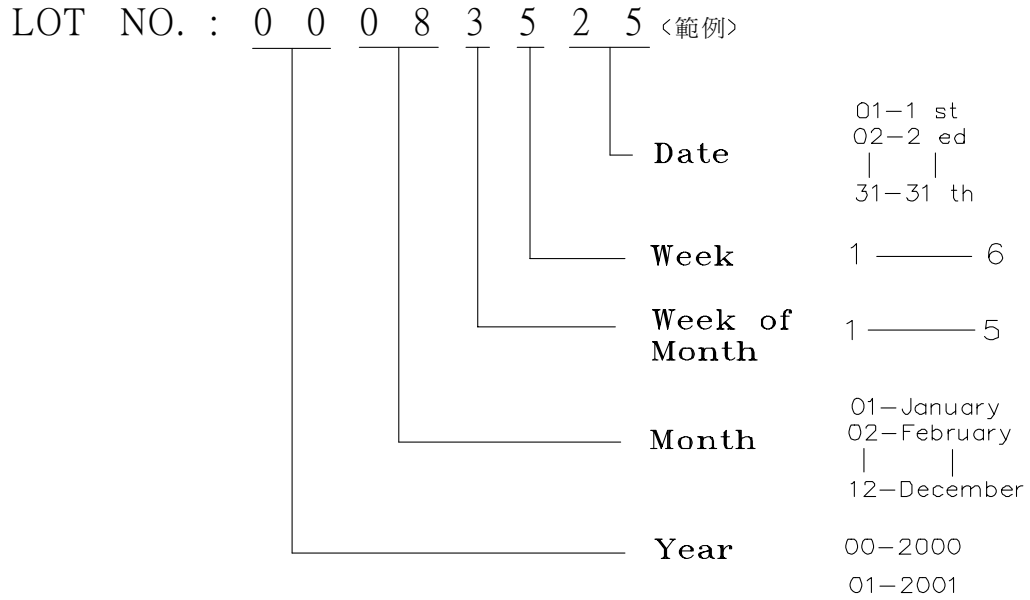 LOT NO. : 0 0 0 8 3 5 2 5 〈範例〉
Date
01-1 st
02-2 ed
31-31 th
Week
1 6
Week of
Month
1 5
Month
01-January
02-February
12-December
Year
00-2000
01-2001